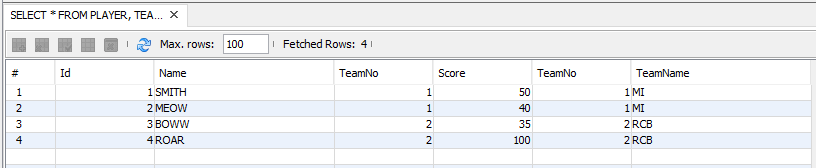 SELECT * FROM PLAYER, TEA... ×
Max. rows: 100 Fetched Rows: 4
# Id Name TeamNo Score TeamNo TeamName
1 1 SMITH 1 50 1 MI
2 2 MEOW 1 40 1 MI
3 3 BOWW 2 35 2 RCB
4 4 ROAR 2 100 2 RCB